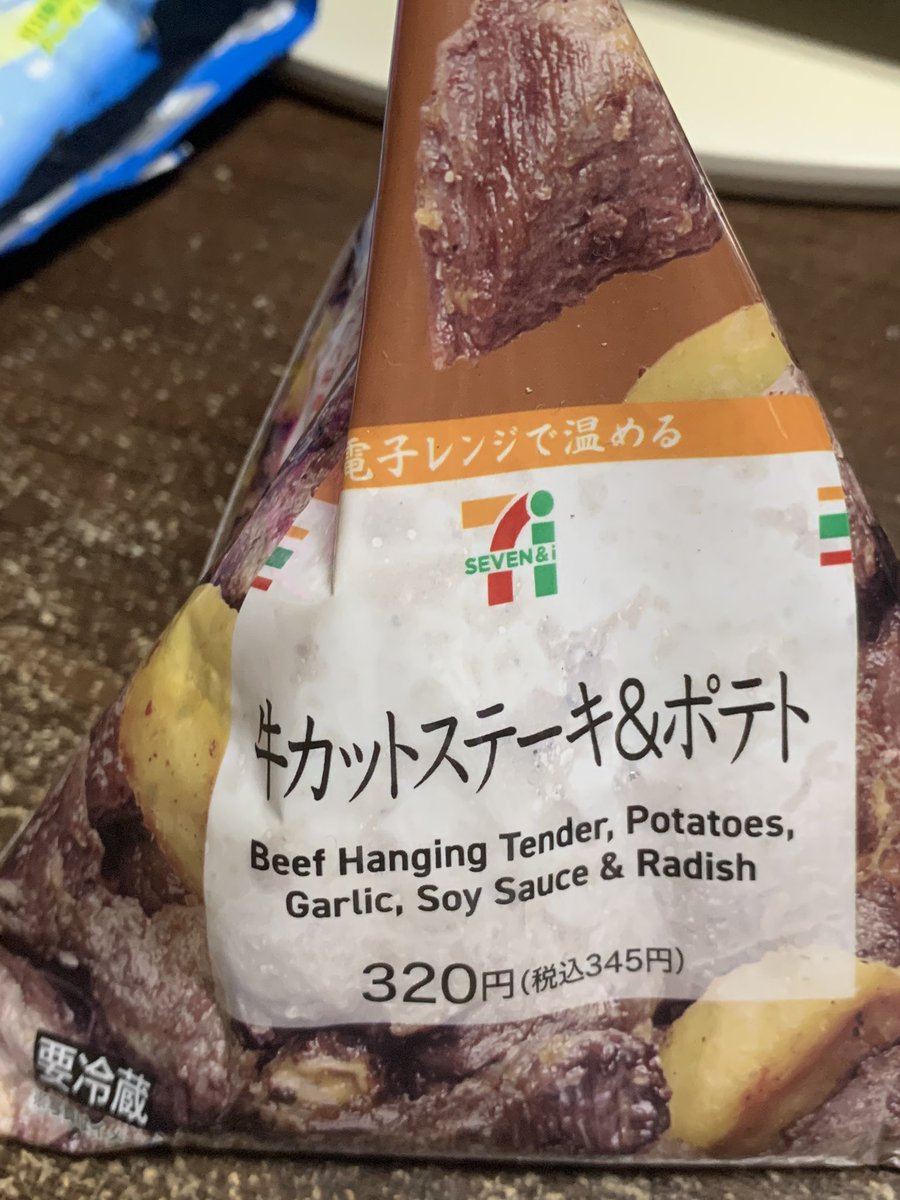 電子レンジで温める
SEVEN&i
牛カットステーキ&ポテト
Beef Hanging Tender, Potatoes,
Garlic, Soy Sauce & Radish
320円(税込345円)
要冷蔵